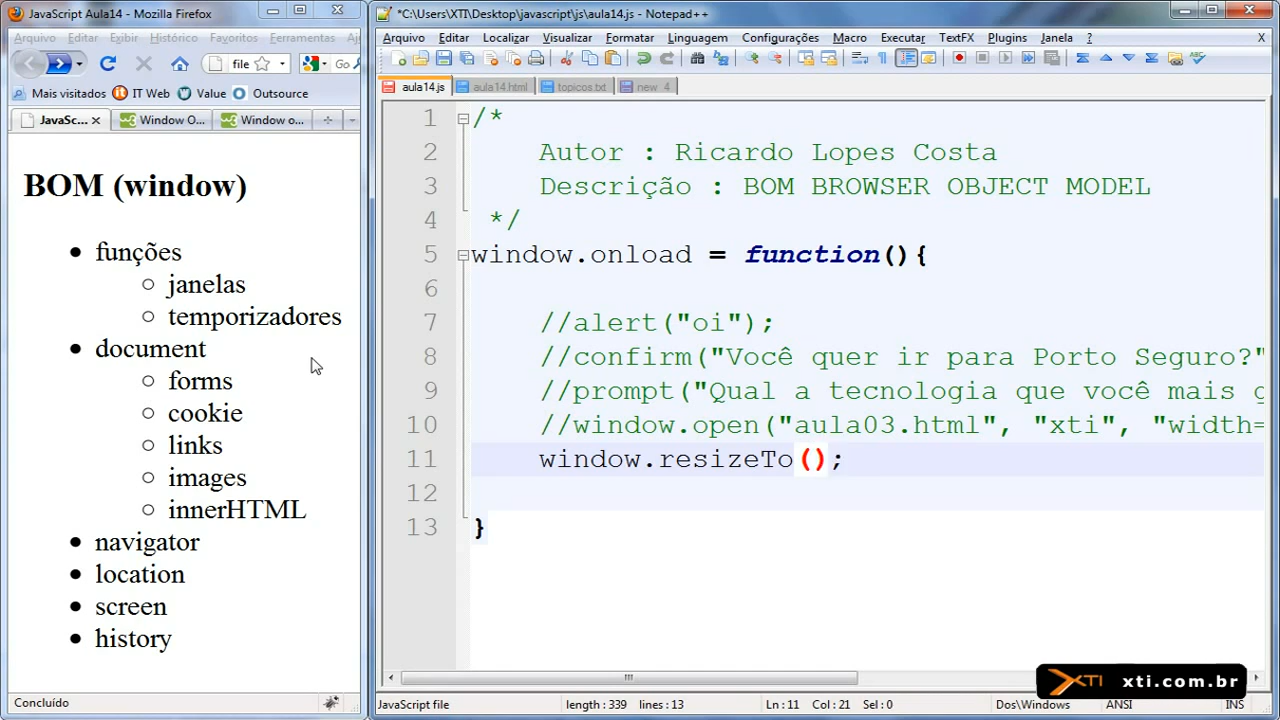 JavaScript Aula14 - Mozilla Firefox
Arquivo Editar Exibir Histórico Favoritos Ferramentas
file
Go
Mais visitados IT Web Value Outsource
JavaSc... Window O... Window o...
BOM (window)
funções
janelas
temporizadores
document
forms
cookie
links
images
innerHTML
navigator
location
screen
history
Concluído
*C:\Users\XTI\Desktop\javascript\js\aula14.js - Notepad++
Arquivo Editar Localizar Visualizar Formatar Linguagem Configurações Macro Executar TextFX Plugins Janela ? X
aula14.js aula14.html topicos.txt new 4
1 /*
2 Autor : Ricardo Lopes Costa
3 Descrição : BOM BROWSER OBJECT MODEL
4 */
5 window.onload = function(){
6
7 //alert("oi");
8 //confirm("Você quer ir para Porto Seguro?"
9 //prompt("Qual a tecnologia que você mais g
10 //window.open("aula03.html", "xti", "width=
11 window.resizeTo();
12
13 }
XTI xti.com.br
JavaScript file length : 339 lines : 13 Ln : 11 Col : 21 Sel : 0 Dos\Windows ANSI INS